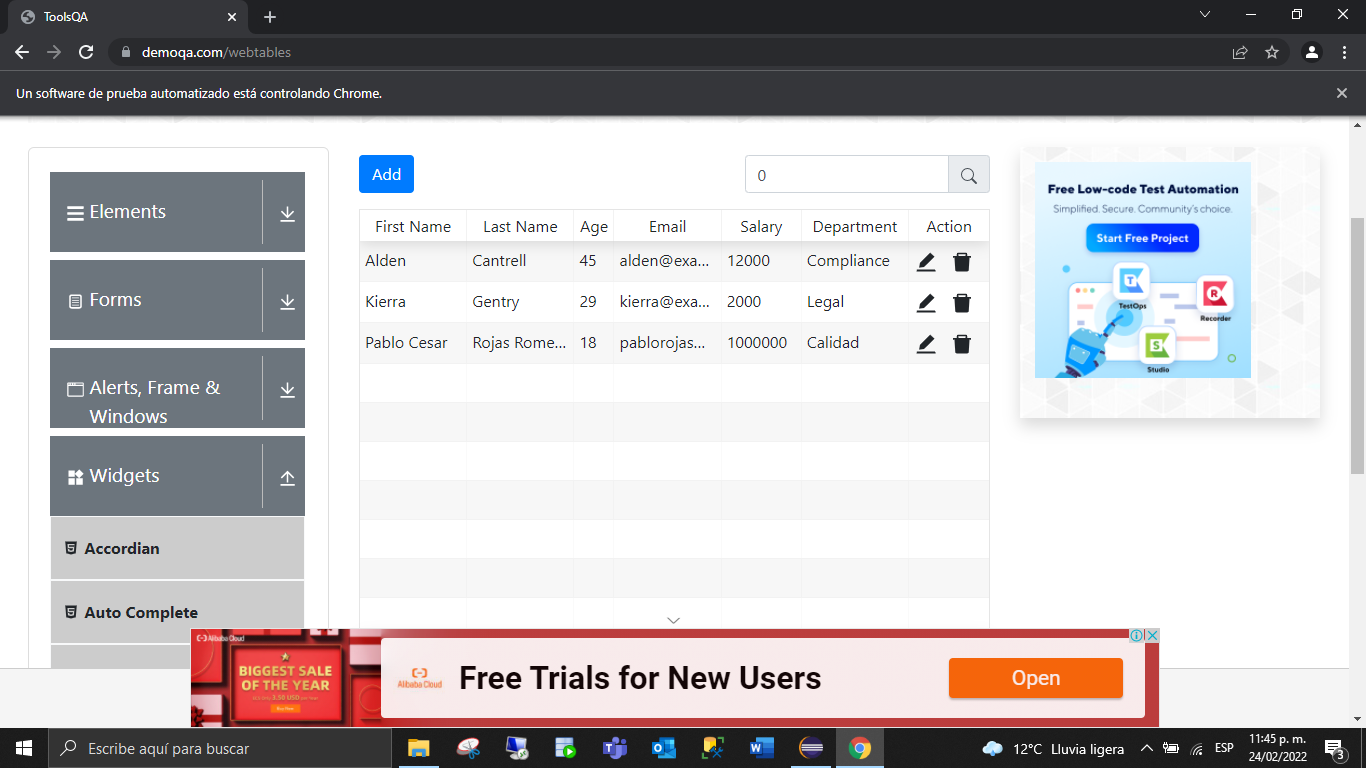 ToolsQA
demoqa.com/webtables
Un software de prueba automatizado está controlando Chrome.
Elements
Forms
Alerts, Frame &
Windows
Widgets
Accordian
Auto Complete
Add
0
First Name Last Name Age Email Salary Department Action
Alden Cantrell 45 alden@exa... 12000 Compliance
Kierra Gentry 29 kierra@exa... 2000 Legal
Pablo Cesar Rojas Rome... 18 pablorojas... 1000000 Calidad
Free Low-code Test Automation
Simplified. Secure. Community's choice.
Start Free Project
TestOps
Recorder
Studio
Alibaba Cloud
BIGGEST SALE
OF THE YEAR
Buy Now
Alibaba Cloud
Free Trials for New Users
Open
Escribe aquí para buscar
12°C Lluvia ligera
ESP
11:45 p. m.
24/02/2022
3